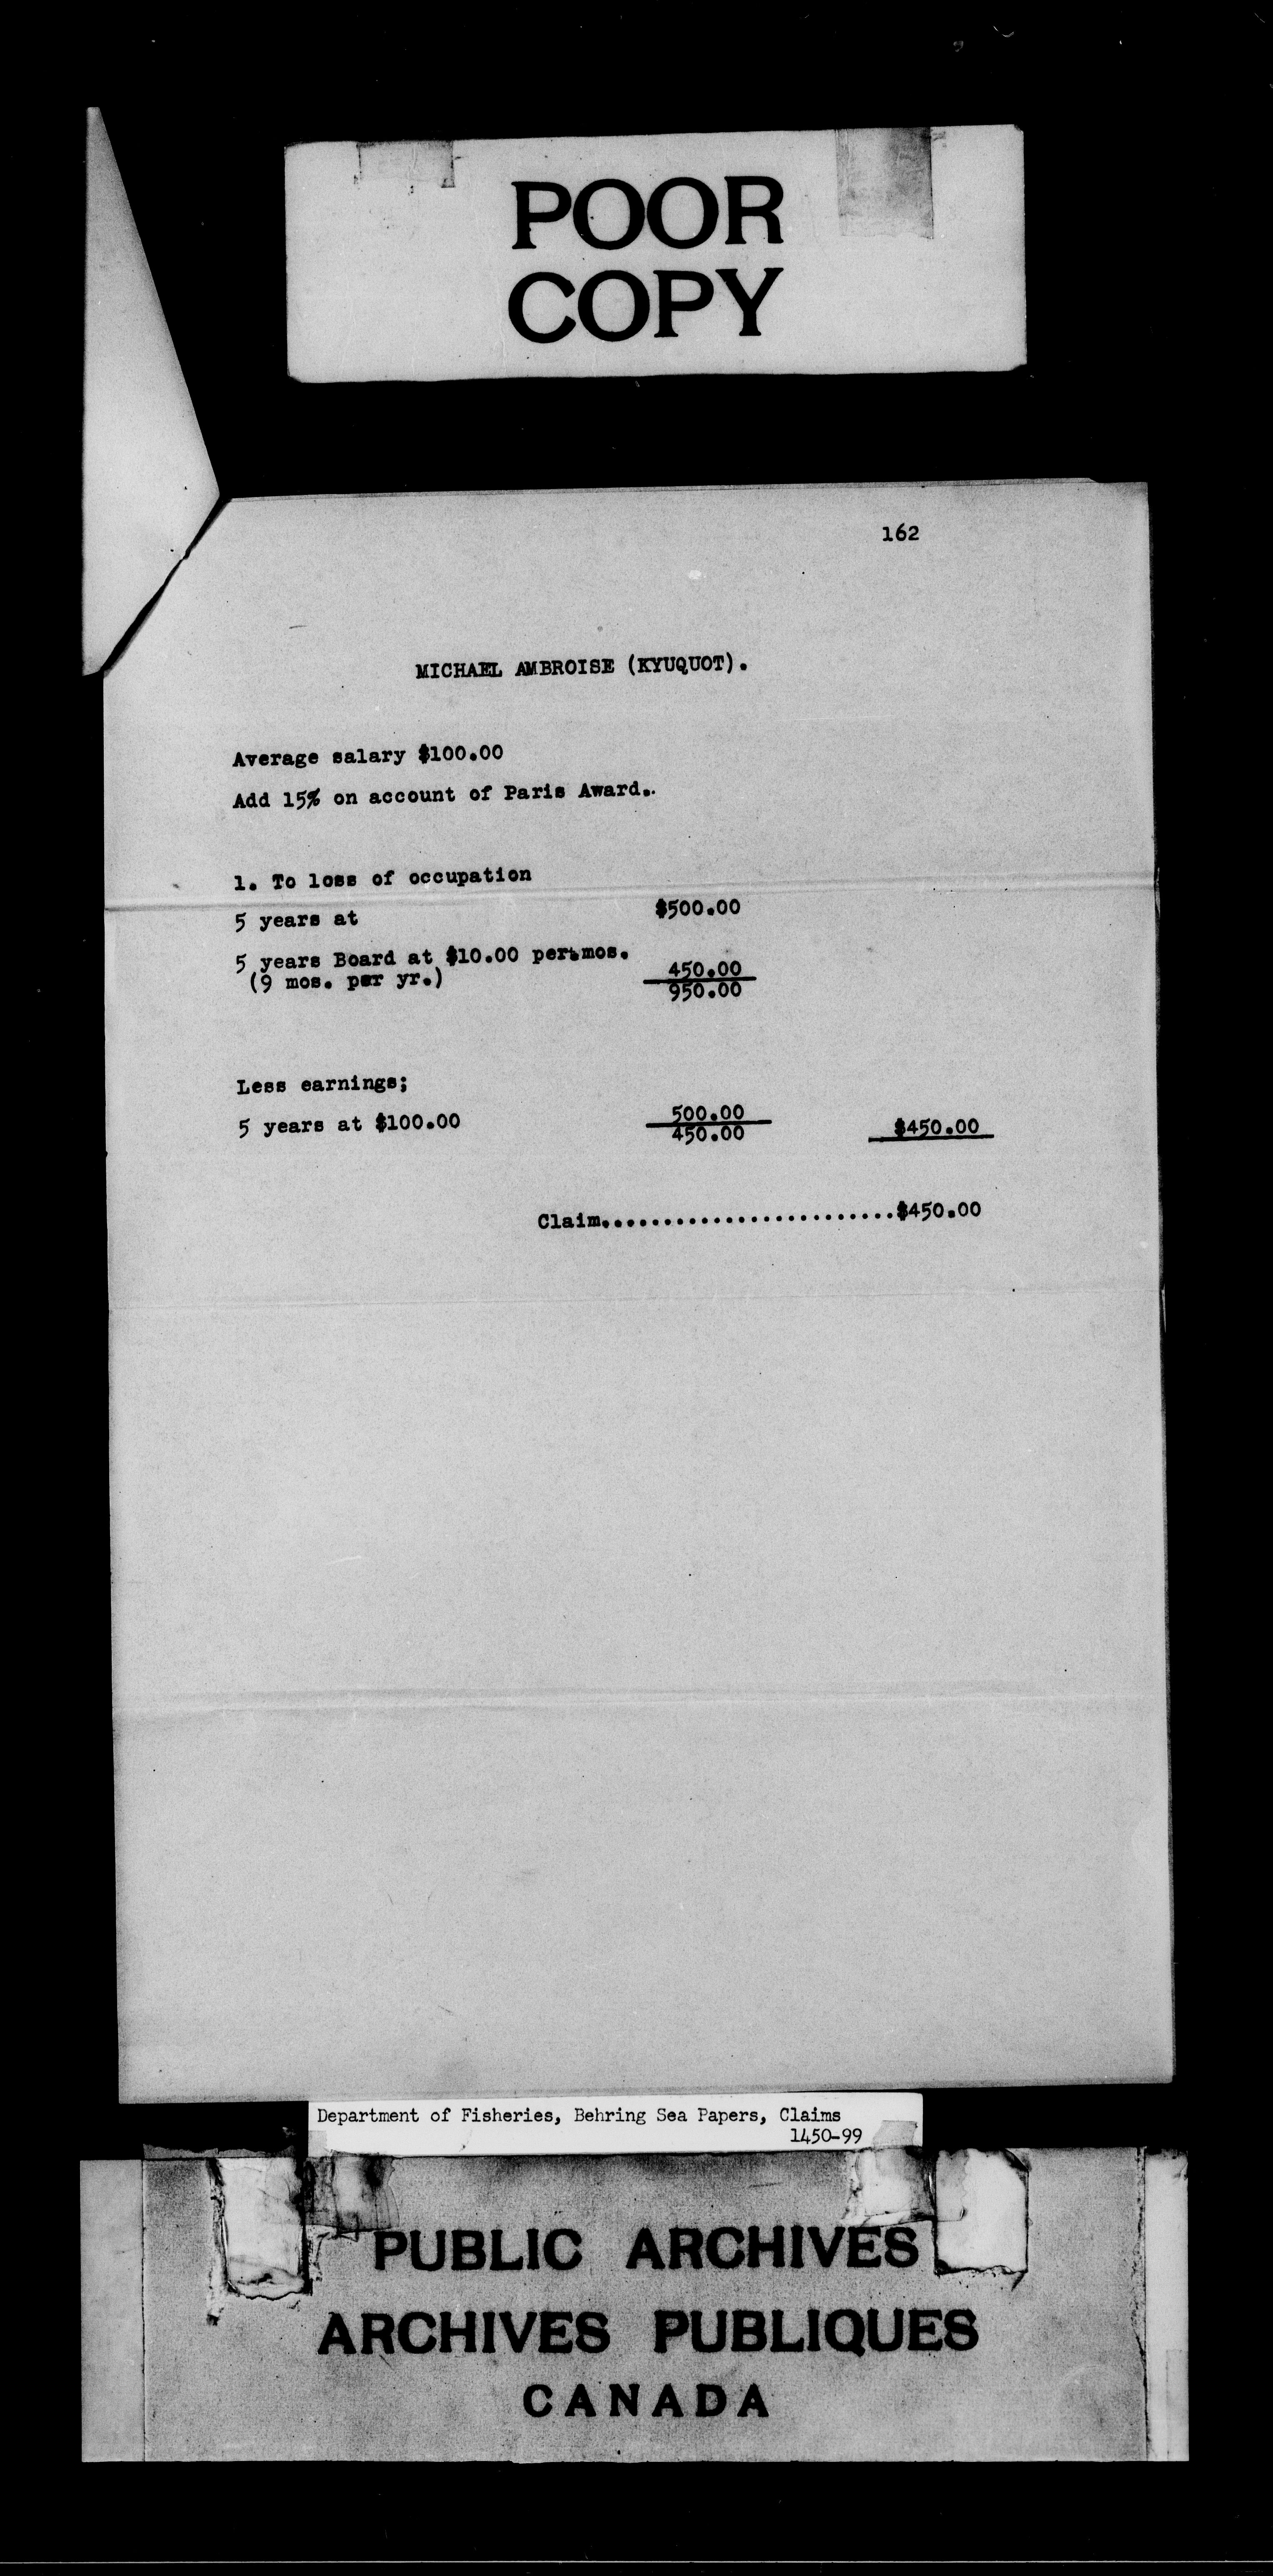 POOR
COPY
162
MICHAEL AMBROISE (KYUQUOT).
Average salary $100.00
Add 15% on account of Paris Award..
1. To loss of occupation
5 years at $500.00
5 years Board at $10.00 per mos.
(9 mos. per yr.) 450.00
950.00
Less earnings;
5 years at $100.00 500.00
450.00 $450.00
Claim........................$450.00
Department of Fisheries, Behring Sea Papers, Claims
1450-99
PUBLIC ARCHIVES
ARCHIVES PUBLIQUES
CANADA